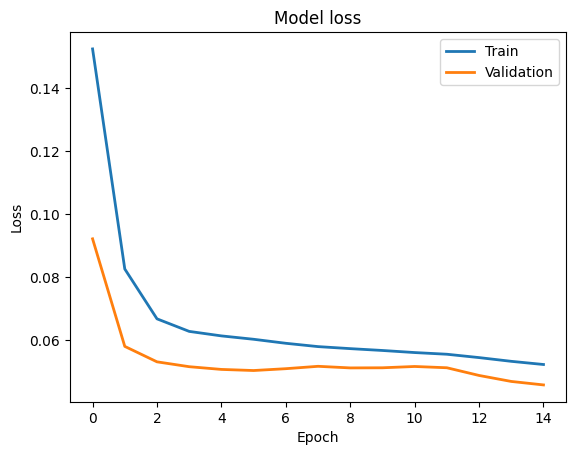 Model loss
Train
Validation
0.14
0.12
0.10
0.08
0.06
Loss
0 2 4 6 8 10 12 14
Epoch